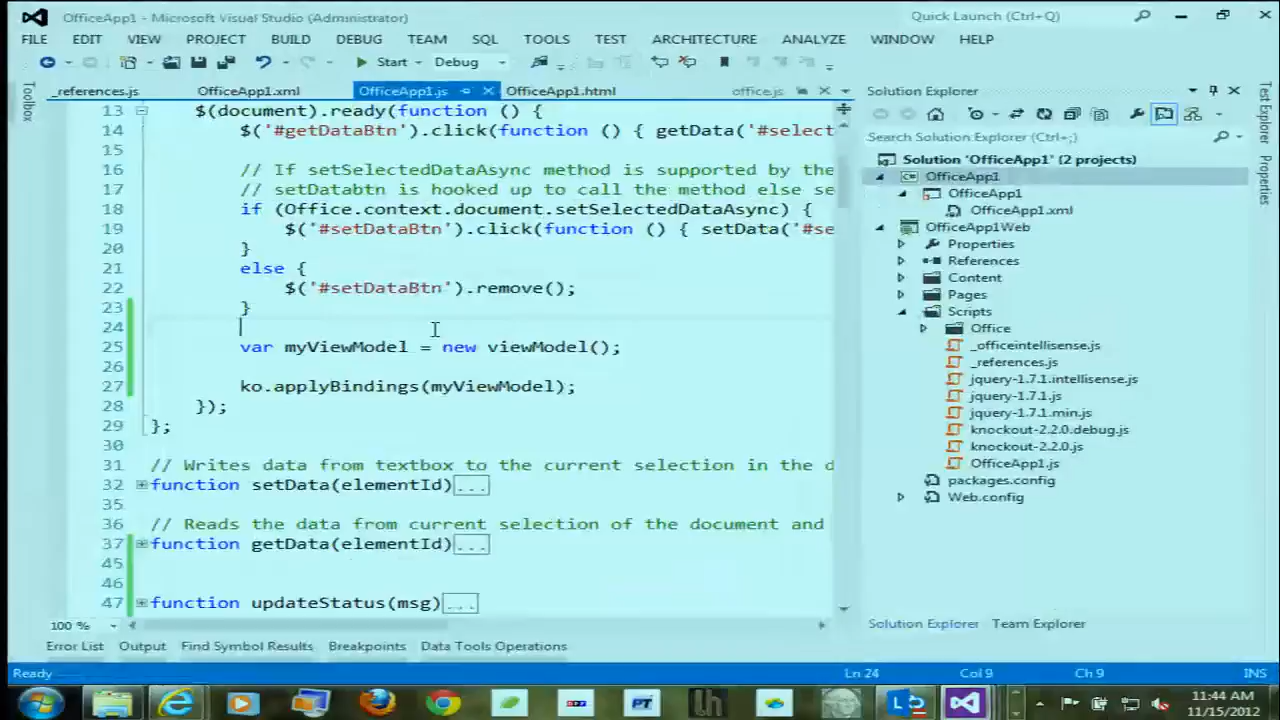 OfficeApp1 - Microsoft Visual Studio (Administrator)
Quick Launch (Ctrl+Q)
FILE EDIT VIEW PROJECT BUILD DEBUG TEAM SQL TOOLS TEST ARCHITECTURE ANALYZE WINDOW HELP
Start Debug
Toolbox
_references.js OfficeApp1.xml OfficeApp1.js OfficeApp1.html office.js
13 $(document).ready(function () {
14 $('#getDataBtn').click(function () { getData('#select
15
16 // If setSelectedDataAsync method is supported by the
17 // setDatabtn is hooked up to call the method else se
18 if (Office.context.document.setSelectedDataAsync) {
19 $('#setDataBtn').click(function () { setData('#se
20 }
21 else {
22 $('#setDataBtn').remove();
23 }
24
25 var myViewModel = new viewModel();
26
27 ko.applyBindings(myViewModel);
28 });
29 };
30
31 // Writes data from textbox to the current selection in the d
32 function setData(elementId)...
35
36 // Reads the data from current selection of the document and
37 function getData(elementId)...
45
46
47 function updateStatus(msg)...
100 %
Error List Output Find Symbol Results Breakpoints Data Tools Operations
Solution Explorer
Search Solution Explorer (Ctrl+;)
Solution 'OfficeApp1' (2 projects)
OfficeApp1
OfficeApp1
OfficeApp1.xml
OfficeApp1Web
Properties
References
Content
Pages
Scripts
Office
_officeintellisense.js
_references.js
jquery-1.7.1.intellisense.js
jquery-1.7.1.js
jquery-1.7.1.min.js
knockout-2.2.0.debug.js
knockout-2.2.0.js
OfficeApp1.js
packages.config
Web.config
Solution Explorer Team Explorer
Test Explorer
Properties
Ready Ln 24 Col 9 Ch 9 INS
11:44 AM
11/15/2012